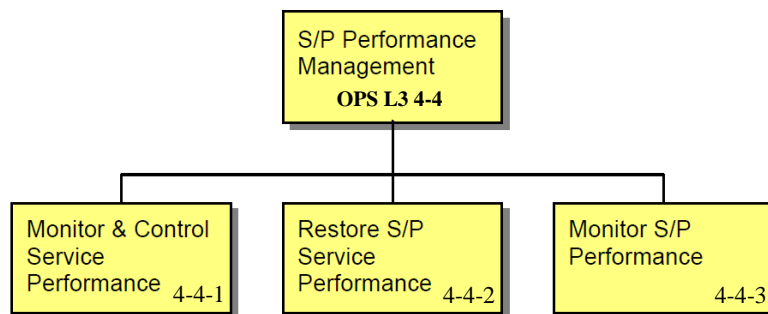 S/P Performance
Management
OPS L3 4-4
Monitor & Control
Service
Performance 4-4-1
Restore S/P
Service
Performance 4-4-2
Monitor S/P
Performance
4-4-3